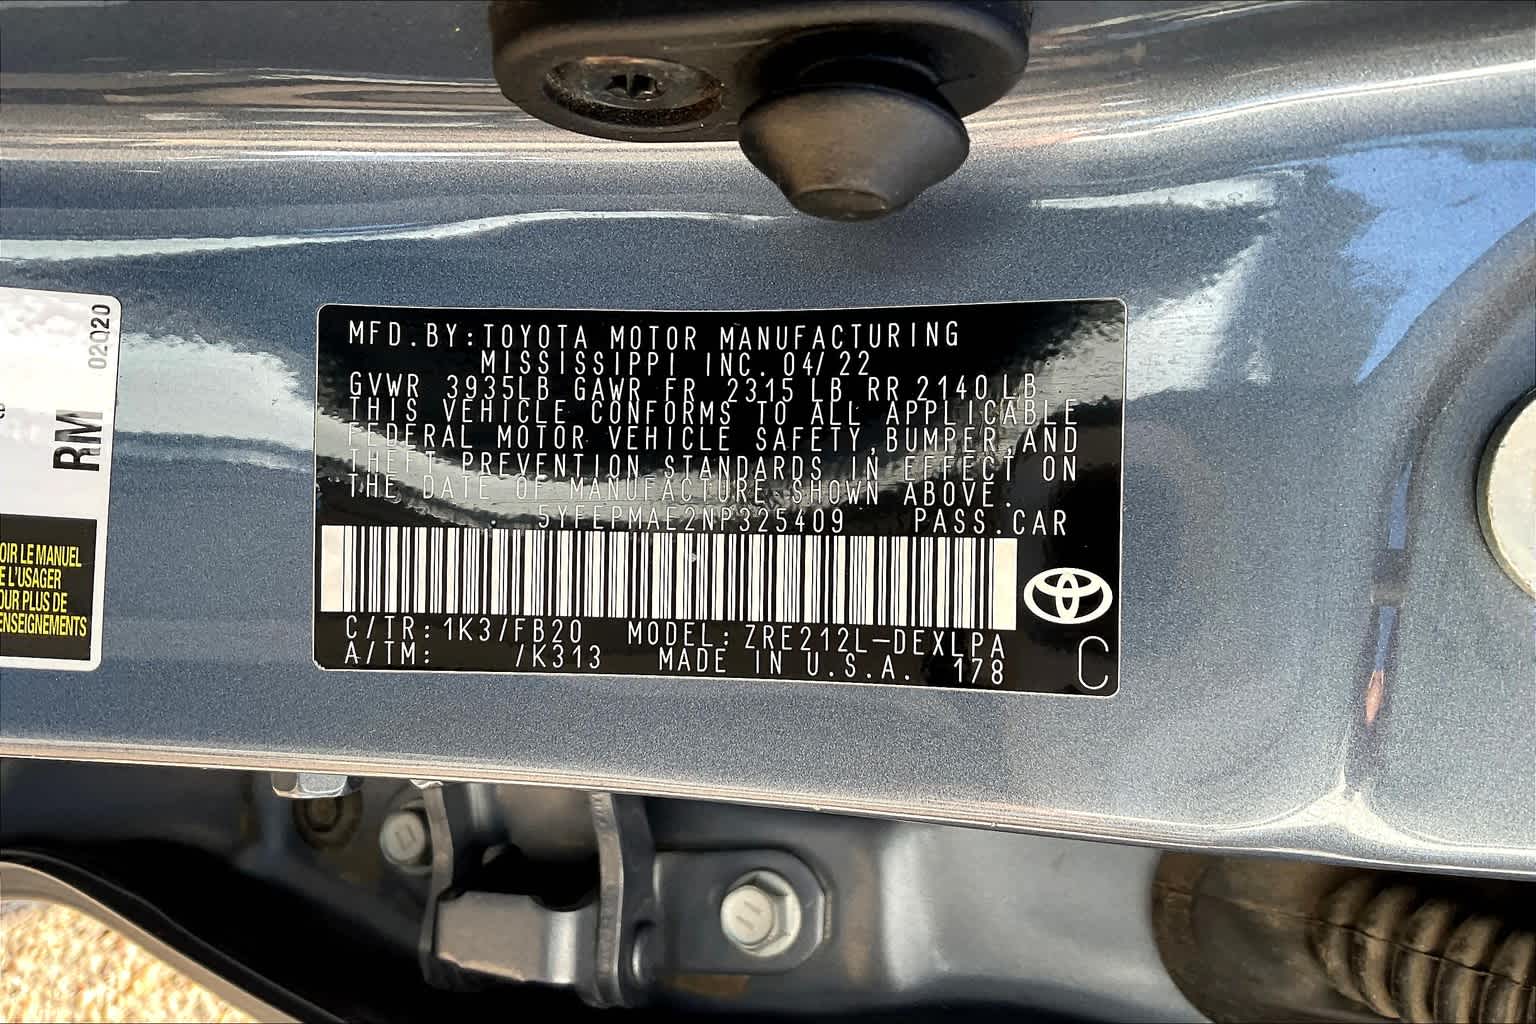 MFD.BY:TOYOTA MOTOR MANUFACTURING
MISSISSIPPI INC. 04/22
GVWR 3935LB GAWR FR 2315 LB RR 2140 LB
THIS VEHICLE CONFORMS TO ALL APPLICABLE
FEDERAL MOTOR VEHICLE SAFETY,BUMPER,AND
THEFT PREVENTION STANDARDS IN EFFECT ON
THE DATE OF MANUFACTURE SHOWN ABOVE.
5YFEPMAE2NP325409 PASS.CAR
C/TR:1K3/FB20 MODEL:ZRE212L-DEXLPA
A/TM: /K313 MADE IN U.S.A. 178
C
02020
RM
OIR LE MANUEL
E L'USAGER
OUR PLUS DE
ENSEIGNEMENTS